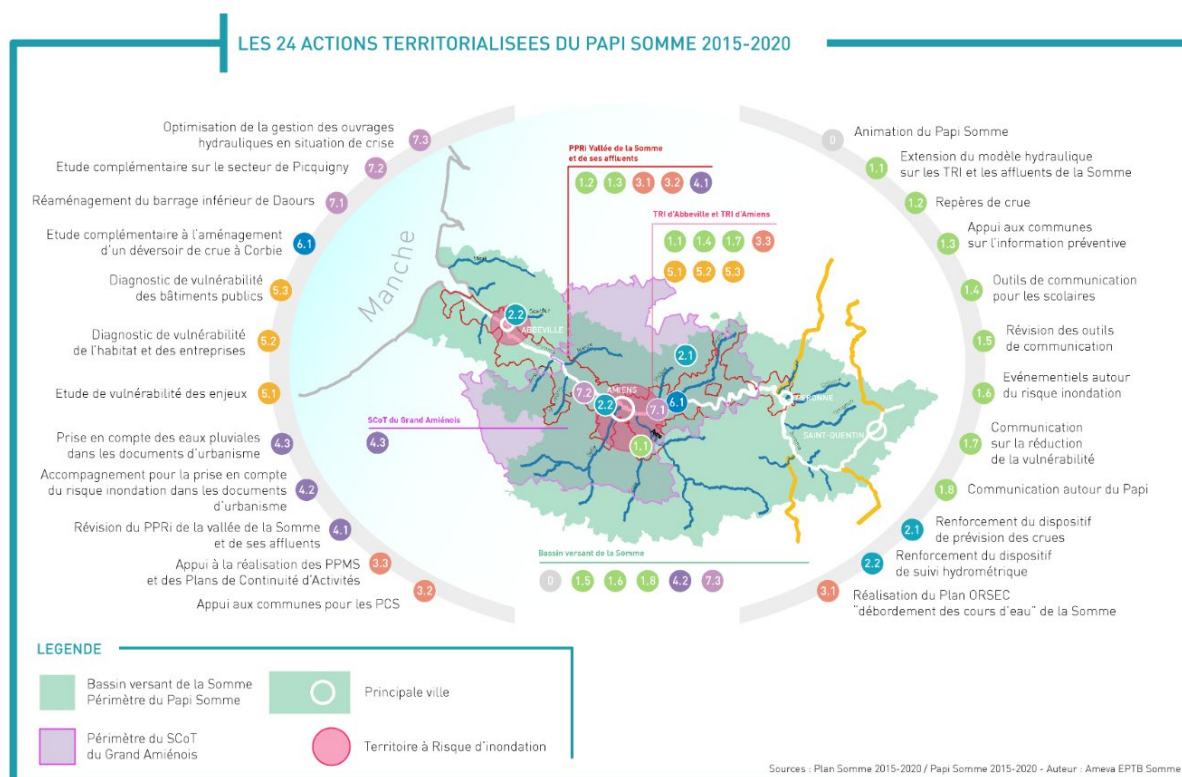 LES 24 ACTIONS TERRITORIALISEES DU PAPI SOMME 2015-2020
Optimisation de la gestion des ouvrages
hydrauliques en situation de crise
7.3
Etude complémentaire sur le secteur de Picquigny
7.2
Réaménagement du barrage inférieur de Daours
7.1
Etude complémentaire à l'aménagement
d'un déversoir de crue à Corbie
6.1
Diagnostic de vulnérabilité
des bâtiments publics
5.3
Diagnostic de vulnérabilité
de l'habitat et des entreprises
5.2
Etude de vulnérabilité des enjeux
5.1
Prise en compte des eaux pluviales
dans les documents d'urbanisme
4.3
Accompagnement pour la prise en compte
du risque inondation dans les documents
d'urbanisme
4.2
Révision du PPRi de la vallée de la Somme
et de ses affluents
4.1
Appui à la réalisation des PPMS
et des Plans de Continuité d'Activités
3.3
Appui aux communes pour les PCS
3.2
Manche
PPRi Vallée de la Somme
et de ses affluents
1.2 1.3 3.1 3.2 4.1
TRI d'Abbeville et TRI d'Amiens
1.1 1.4 1.7 3.3
5.1 5.2 5.3
2.2
ABBEVILLE
2.1
7.2
AMIENS
2.2
7.1
6.1
1.1
SAINT-QUENTIN
SCoT du Grand Amiénois
4.3
Bassin versant de la Somme
0 1.5 1.6 1.8 4.2 7.3
0
Animation du Papi Somme
1.1
Extension du modèle hydraulique
sur les TRI et les affluents de la Somme
1.2
Repères de crue
1.3
Appui aux communes
sur l'information préventive
1.4
Outils de communication
pour les scolaires
1.5
Révision des outils
de communication
1.6
Evénementiels autour
du risque inondation
1.7
Communication
sur la réduction
de la vulnérabilité
1.8
Communication autour du Papi
2.1
Renforcement du dispositif
de prévision des crues
2.2
Renforcement du dispositif
de suivi hydrométrique
3.1
Réalisation du Plan ORSEC
"débordement des cours d'eau" de la Somme
LEGENDE
Bassin versant de la Somme
Périmètre du Papi Somme
Principale ville
Périmètre du SCoT
du Grand Amiénois
Territoire à Risque d'inondation
Sources : Plan Somme 2015-2020 / Papi Somme 2015-2020 - Auteur : Ameva EPTB Somme